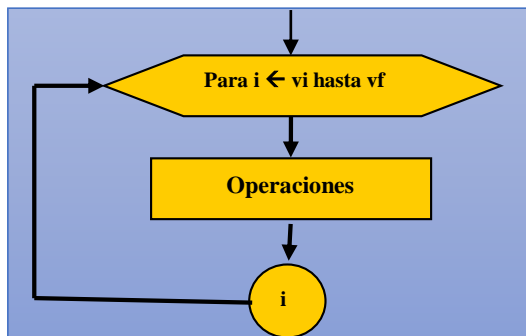 Para i ← vi hasta vf
Operaciones
i